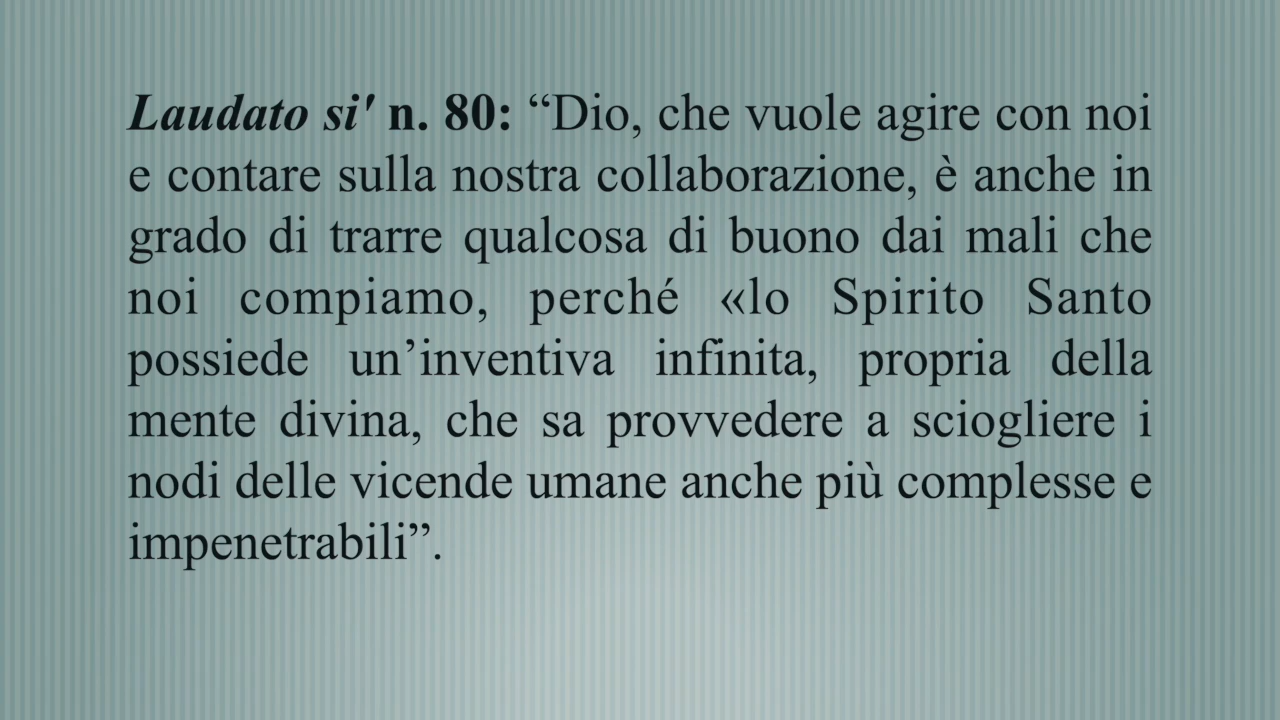 Laudato si' n. 80: “Dio, che vuole agire con noi
e contare sulla nostra collaborazione, è anche in
grado di trarre qualcosa di buono dai mali che
noi compiamo, perché «lo Spirito Santo
possiede un’inventiva infinita, propria della
mente divina, che sa provvedere a sciogliere i
nodi delle vicende umane anche più complesse e
impenetrabili”.